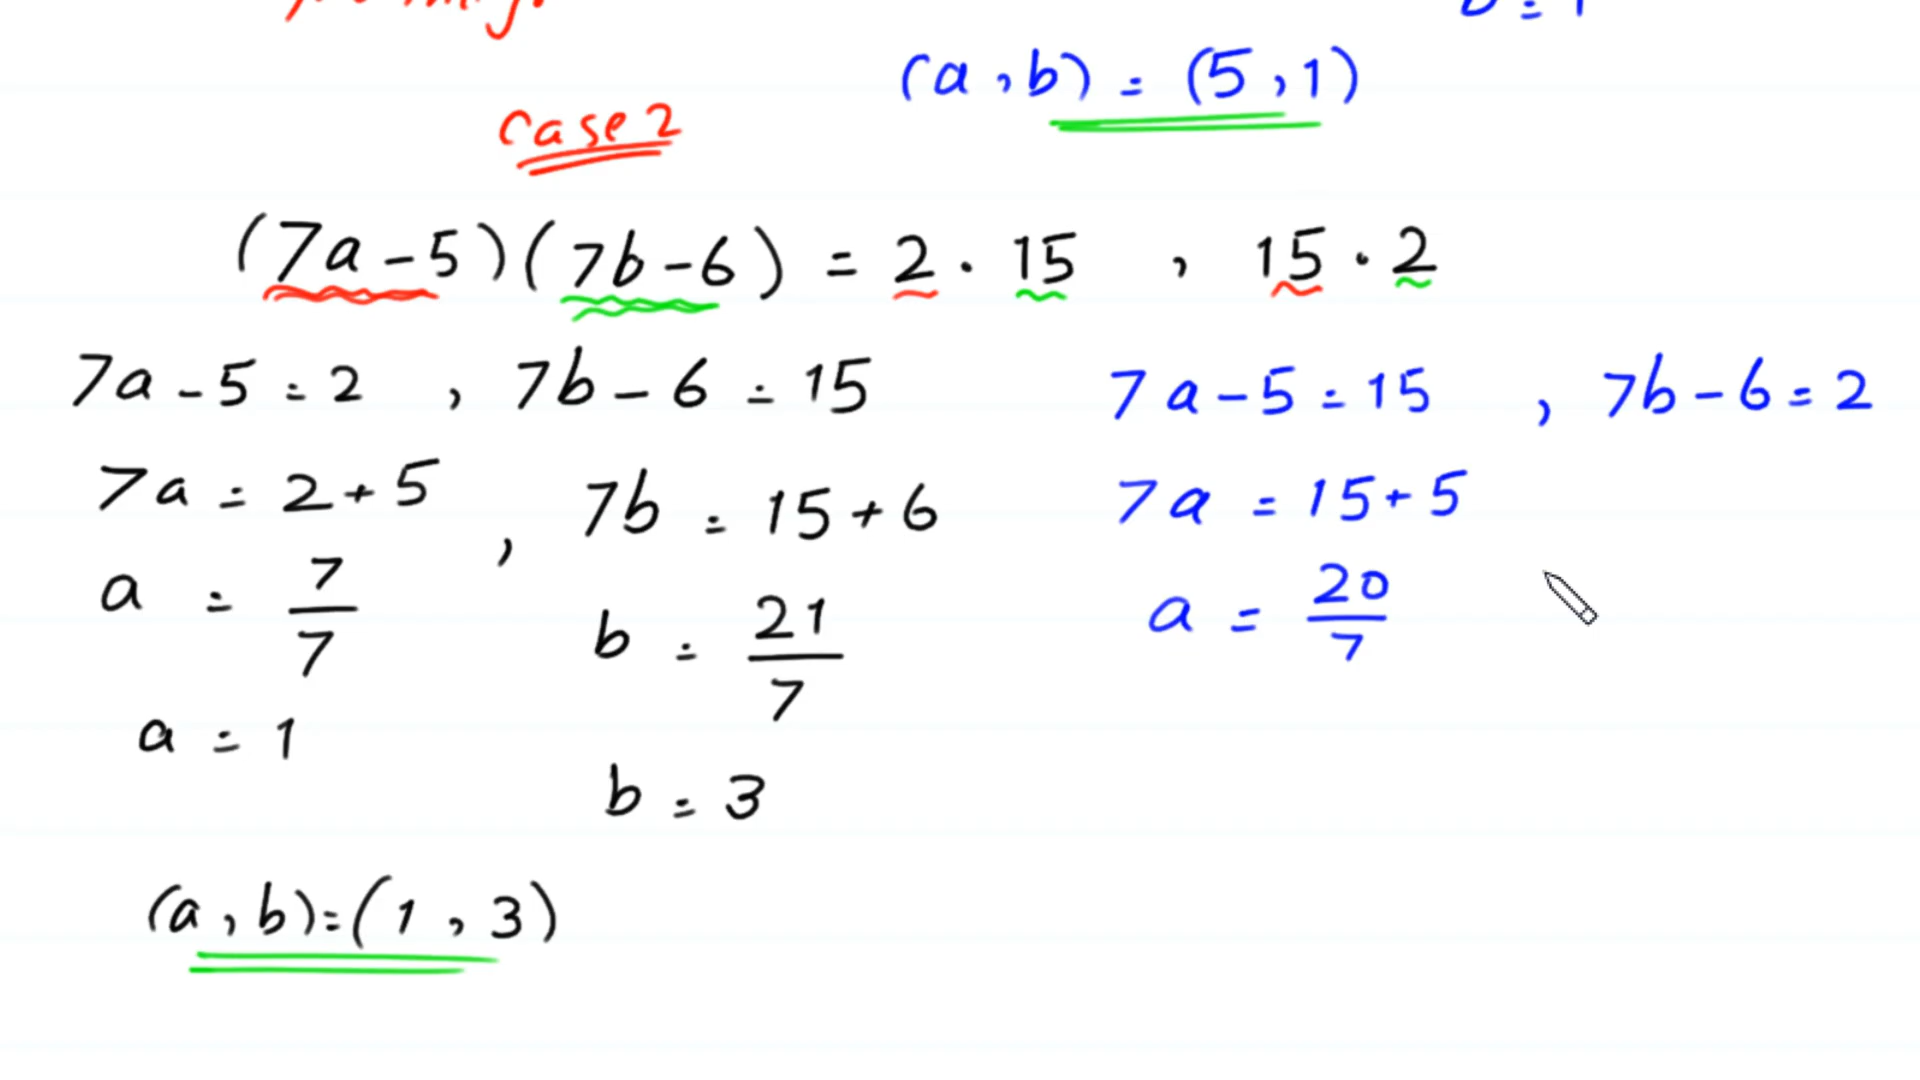 (a , b) = (5 , 1)
case 2
(7a - 5)(7b - 6) = 2 · 15 , 15 · 2
7a - 5 = 2 , 7b - 6 = 15
7a = 2 + 5 , 7b = 15 + 6
a = 7/7
b = 21/7
a = 1
b = 3
(a , b) = (1 , 3)
7a - 5 = 15 , 7b - 6 = 2
7a = 15 + 5
a = 20/7